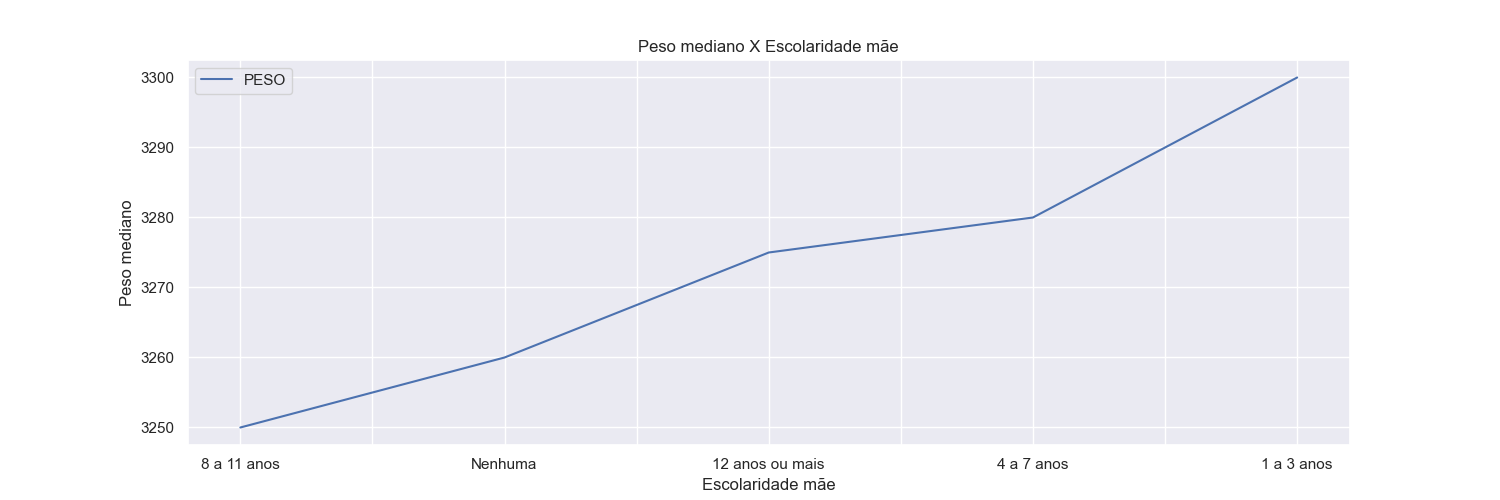 Peso mediano X Escolaridade mãe
PESO
3300
3290
3280
3270
3260
3250
Peso mediano
8 a 11 anos
Nenhuma
12 anos ou mais
4 a 7 anos
1 a 3 anos
Escolaridade mãe